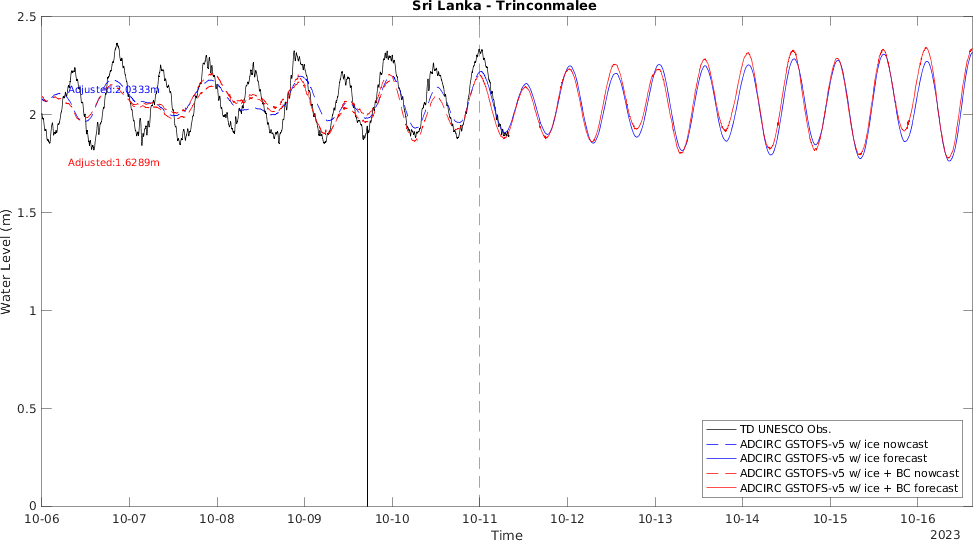 Sri Lanka - Trinconmalee
2.5
2
1.5
1
0.5
0
Water Level (m)
Adjusted:2.0333m
Adjusted:1.6289m
TD UNESCO Obs.
ADCIRC GSTOFS-v5 w/ ice nowcast
ADCIRC GSTOFS-v5 w/ ice forecast
ADCIRC GSTOFS-v5 w/ ice + BC nowcast
ADCIRC GSTOFS-v5 w/ ice + BC forecast
10-06 10-07 10-08 10-09 10-10 10-11 10-12 10-13 10-14 10-15 10-16
Time
2023